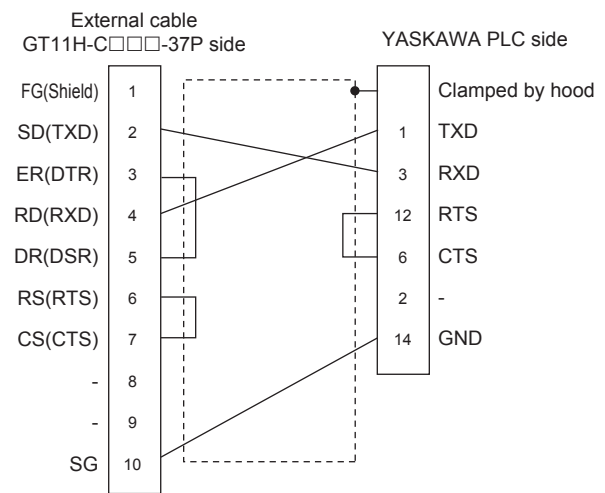 External cable
GT11H-C□□□-37P side
YASKAWA PLC side
FG(Shield) 1
Clamped by hood
SD(TXD) 2
1 TXD
ER(DTR) 3
3 RXD
RD(RXD) 4
12 RTS
DR(DSR) 5
6 CTS
RS(RTS) 6
2 -
CS(CTS) 7
14 GND
- 8
- 9
SG 10